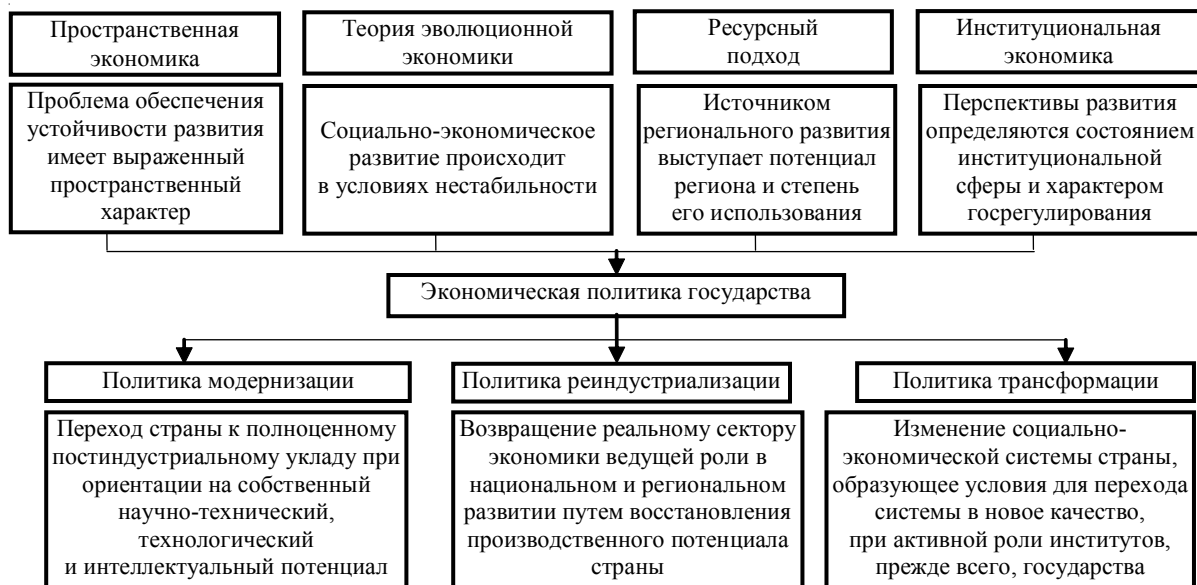 Пространственная
экономика
Теория эволюционной
экономики
Ресурсный
подход
Институциональная
экономика
Проблема обеспечения
устойчивости развития
имеет выраженный
пространственный
характер
Социально-экономическое
развитие происходит
в условиях нестабильности
Источником
регионального развития
выступает потенциал
региона и степень
его использования
Перспективы развития
определяются состоянием
институциональной
сферы и характером
госрегулирования
Экономическая политика государства
Политика модернизации
Политика реиндустриализации
Политика трансформации
Переход страны к полноценному
постиндустриальному укладу при
ориентации на собственный
научно-технический,
технологический
и интеллектуальный потенциал
Возвращение реальному сектору
экономики ведущей роли в
национальном и региональном
развитии путем восстановления
производственного потенциала
страны
Изменение социально-
экономической системы страны,
образующее условия для перехода
системы в новое качество,
при активной роли институтов,
прежде всего, государства